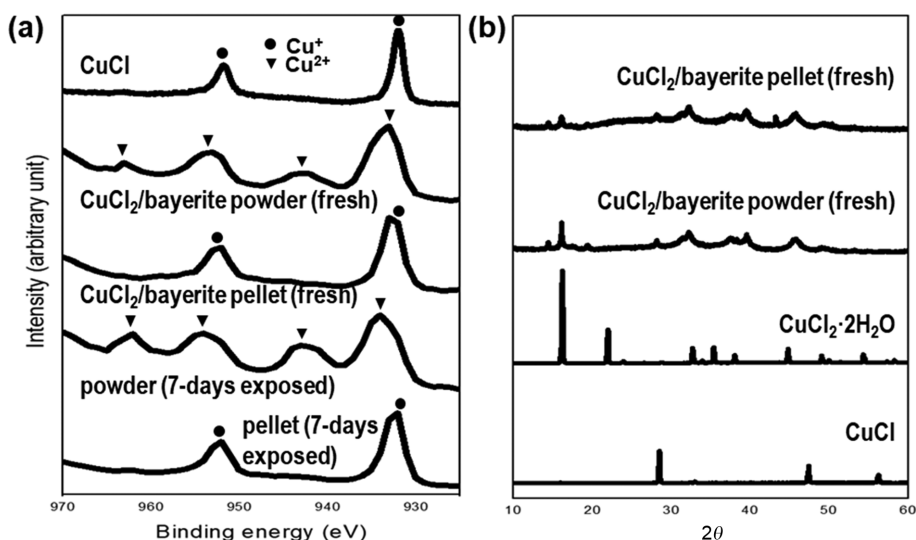 (a)
● Cu⁺
▼ Cu²⁺
CuCl
CuCl₂/bayerite powder (fresh)
CuCl₂/bayerite pellet (fresh)
powder (7-days exposed)
pellet (7-days
exposed)
Intensity (arbitrary unit)
970 960 950 940 930
Binding energy (eV)
(b)
CuCl₂/bayerite pellet (fresh)
CuCl₂/bayerite powder (fresh)
CuCl₂·2H₂O
CuCl
10 20 30 40 50 60
2θ